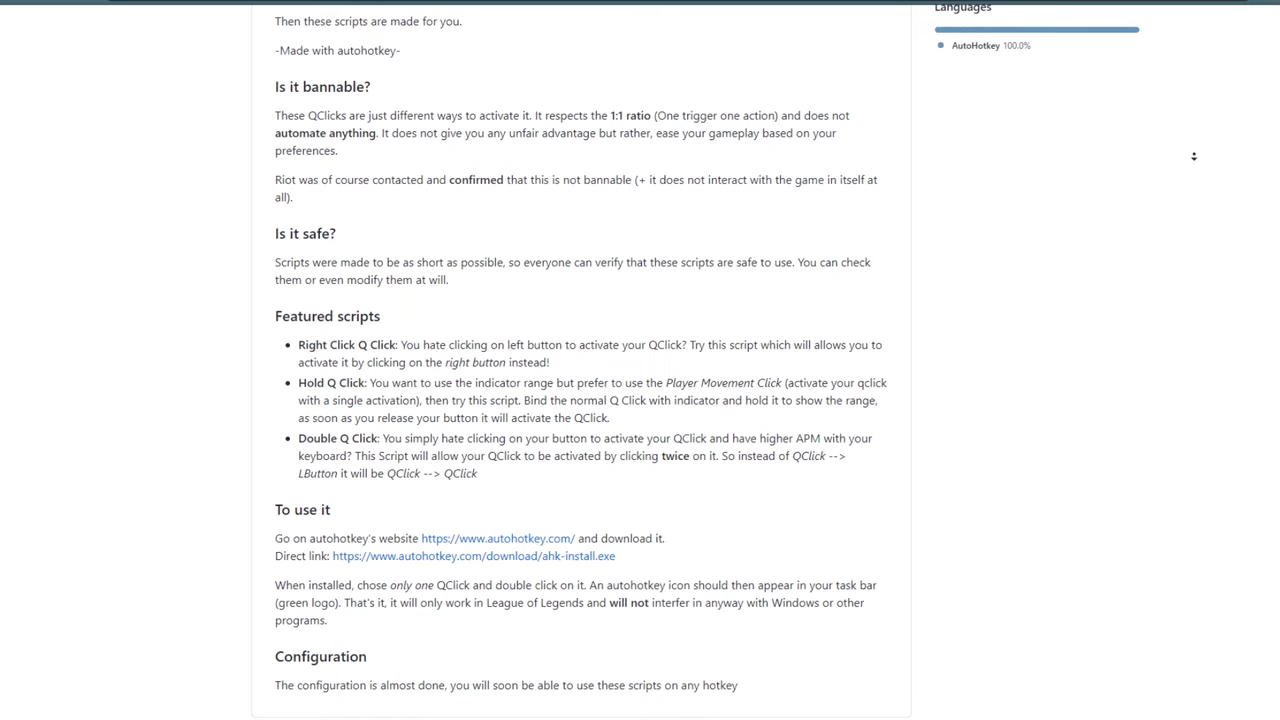 Languages
Then these scripts are made for you.
AutoHotkey 100.0%
-Made with autohotkey-
Is it bannable?
These QClicks are just different ways to activate it. It respects the 1:1 ratio (One trigger one action) and does not
automate anything. It does not give you any unfair advantage but rather, ease your gameplay based on your
preferences.
Riot was of course contacted and confirmed that this is not bannable (+ it does not interact with the game in itself at
all).
Is it safe?
Scripts were made to be as short as possible, so everyone can verify that these scripts are safe to use. You can check
them or even modify them at will.
Featured scripts
Right Click Q Click: You hate clicking on left button to activate your QClick? Try this script which will allows you to
activate it by clicking on the right button instead!
Hold Q Click: You want to use the indicator range but prefer to use the Player Movement Click (activate your qclick
with a single activation), then try this script. Bind the normal Q Click with indicator and hold it to show the range,
as soon as you release your button it will activate the QClick.
Double Q Click: You simply hate clicking on your button to activate your QClick and have higher APM with your
keyboard? This Script will allow your QClick to be activated by clicking twice on it. So instead of QClick -->
LButton it will be QClick --> QClick
To use it
Go on autohotkey's website https://www.autohotkey.com/ and download it.
Direct link: https://www.autohotkey.com/download/ahk-install.exe
When installed, chose only one QClick and double click on it. An autohotkey icon should then appear in your task bar
(green logo). That's it, it will only work in League of Legends and will not interfer in anyway with Windows or other
programs.
Configuration
The configuration is almost done, you will soon be able to use these scripts on any hotkey